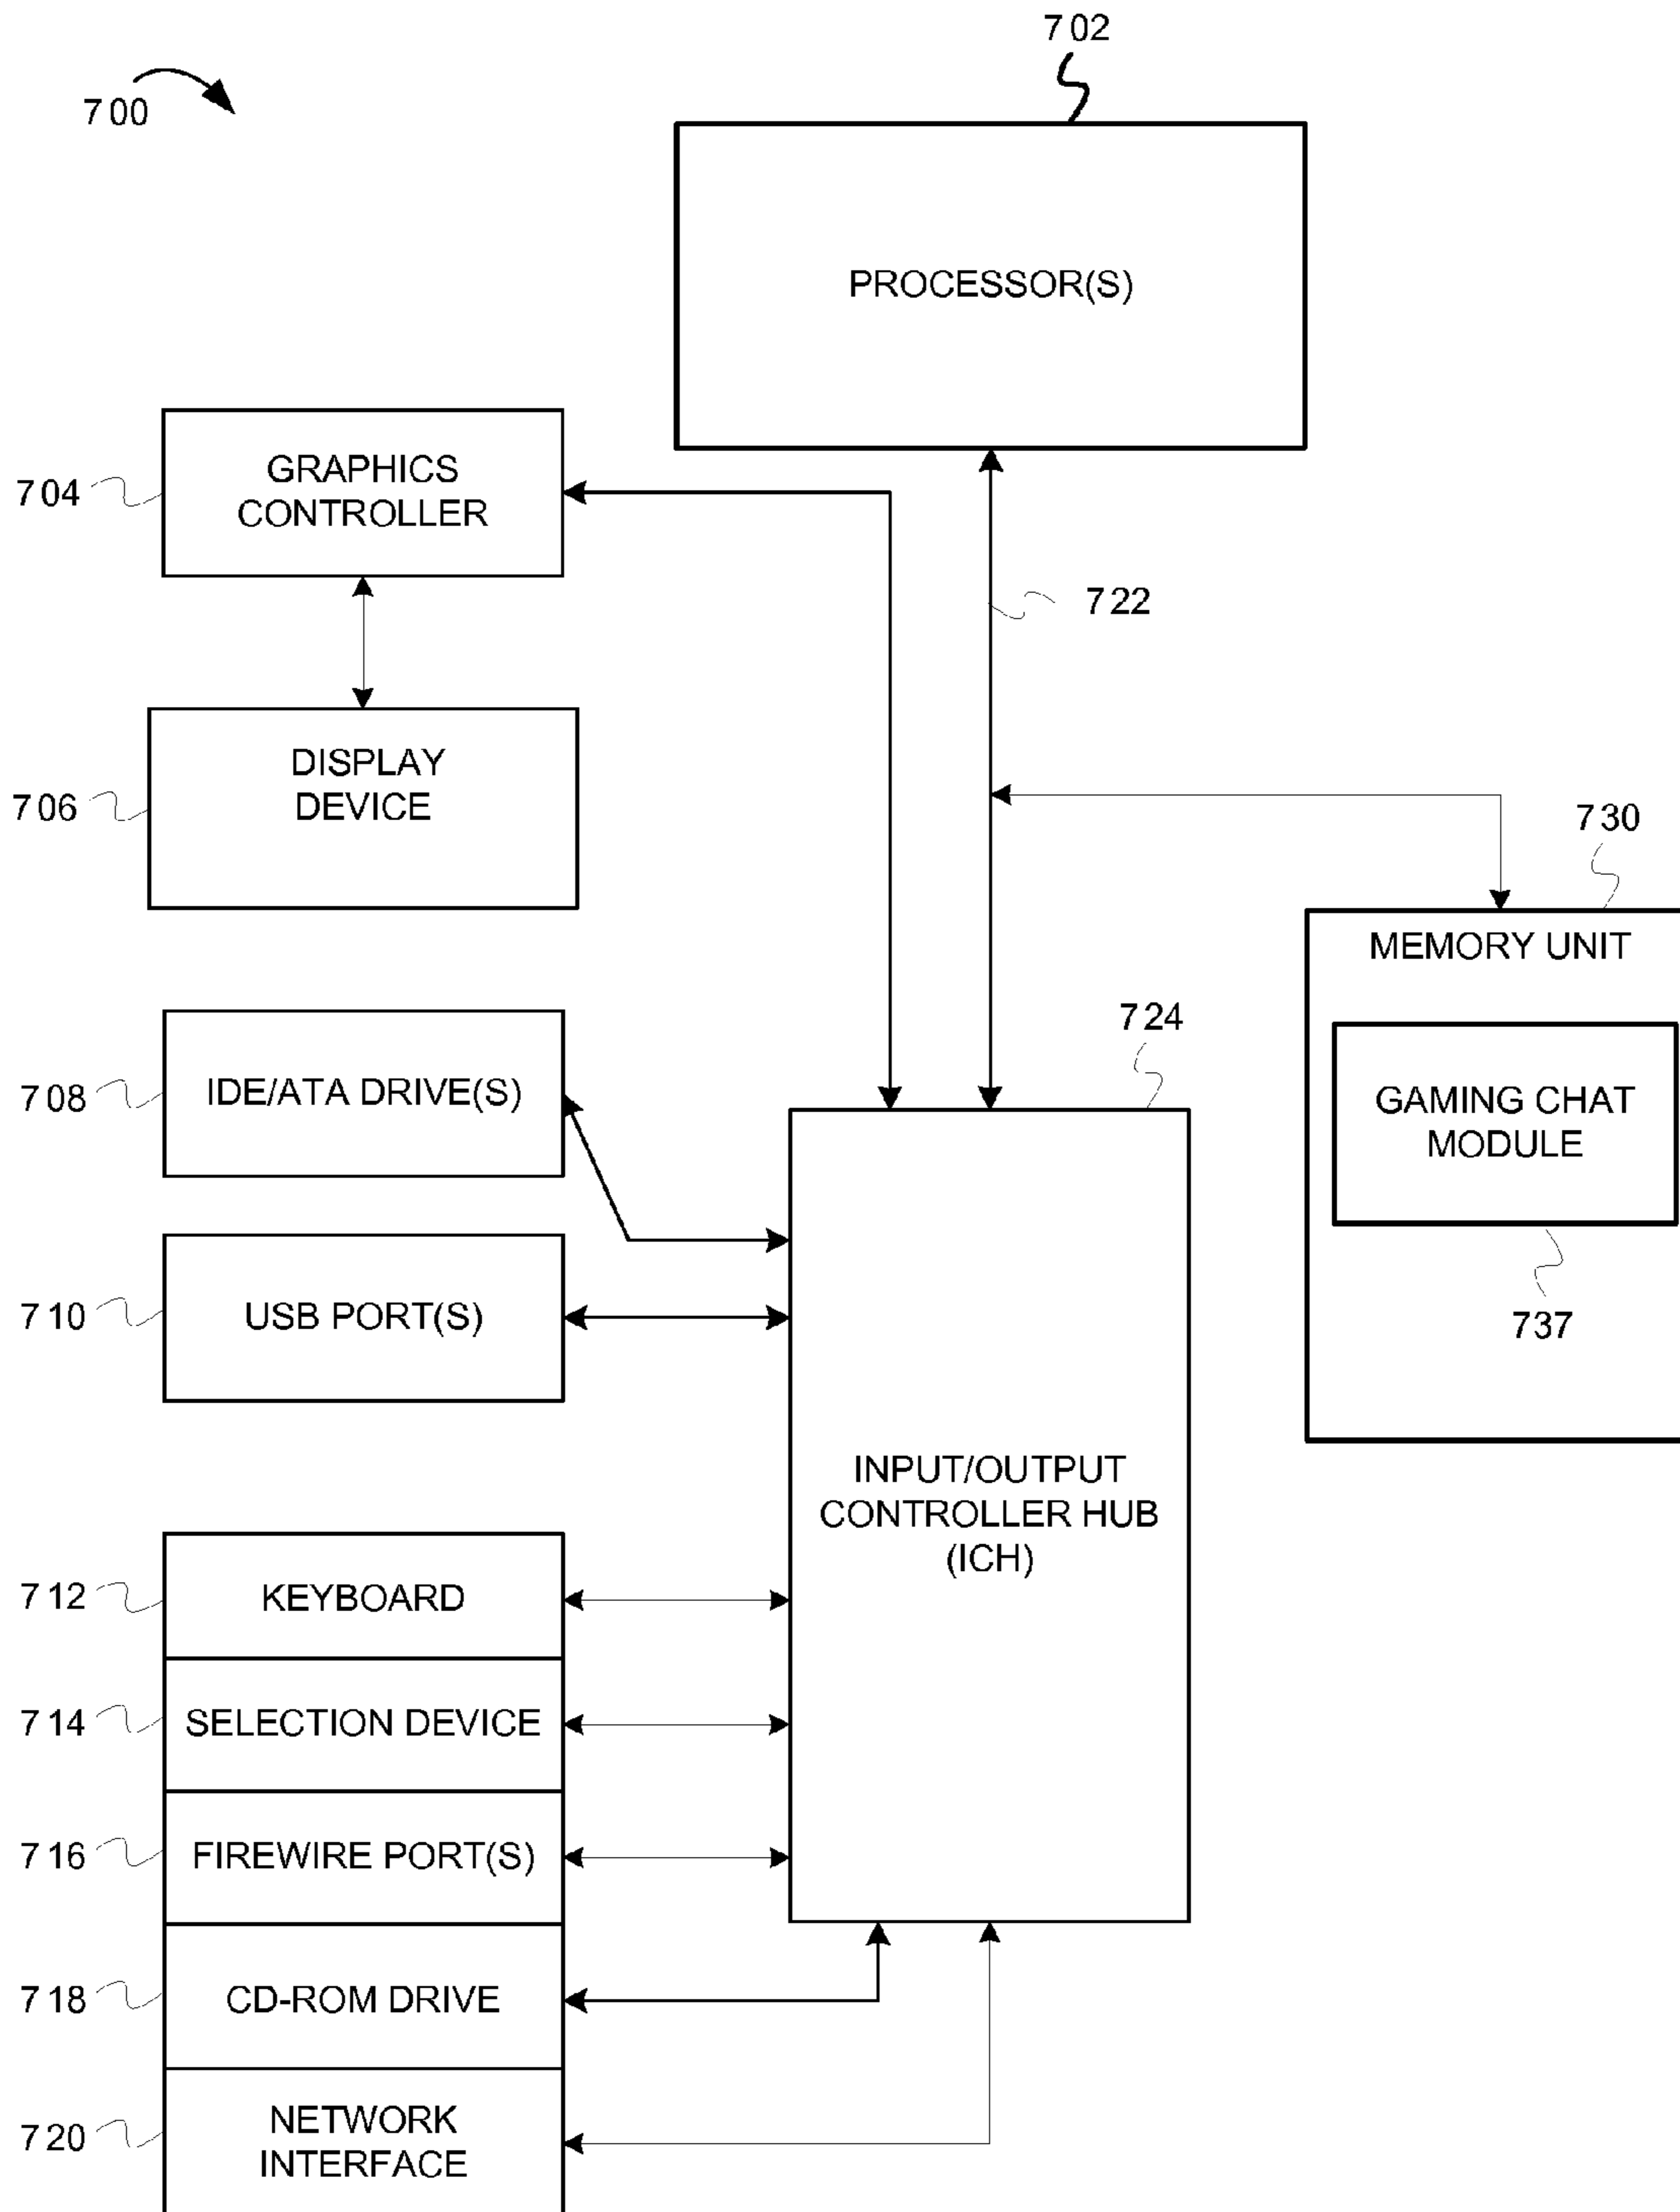 702
700
PROCESSOR(S)
704
GRAPHICS
CONTROLLER
722
706
DISPLAY
DEVICE
730
MEMORY UNIT
724
708
IDE/ATA DRIVE(S)
GAMING CHAT
MODULE
710
USB PORT(S)
737
INPUT/OUTPUT
CONTROLLER HUB
(ICH)
712
KEYBOARD
714
SELECTION DEVICE
716
FIREWIRE PORT(S)
718
CD-ROM DRIVE
720
NETWORK
INTERFACE